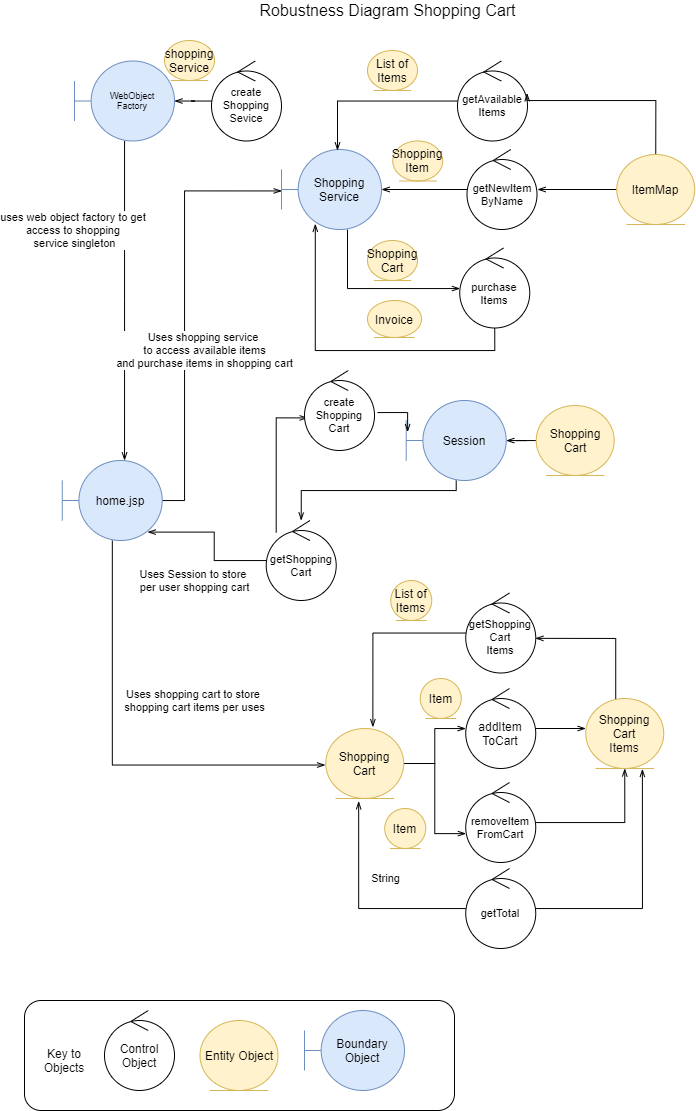 Robustness Diagram Shopping Cart
shopping
Service
WebObject
Factory
create
Shopping
Sevice
List of
Items
getAvailable
Items
Shopping
Service
Shopping
Item
getNewItem
ByName
ItemMap
uses web object factory to get
access to shopping
service singleton
Shopping
Cart
purchase
Items
Invoice
Uses shopping service
to access available items
and purchase items in shopping cart
create
Shopping
Cart
Session
Shopping
Cart
home.jsp
getShopping
Cart
Uses Session to store
per user shopping cart
List of
Items
getShopping
Cart
Items
Uses shopping cart to store
shopping cart items per uses
Item
addItem
ToCart
Shopping
Cart
Items
Shopping
Cart
Item
removeItem
FromCart
String
getTotal
Key to
Objects
Control
Object
Entity Object
Boundary
Object